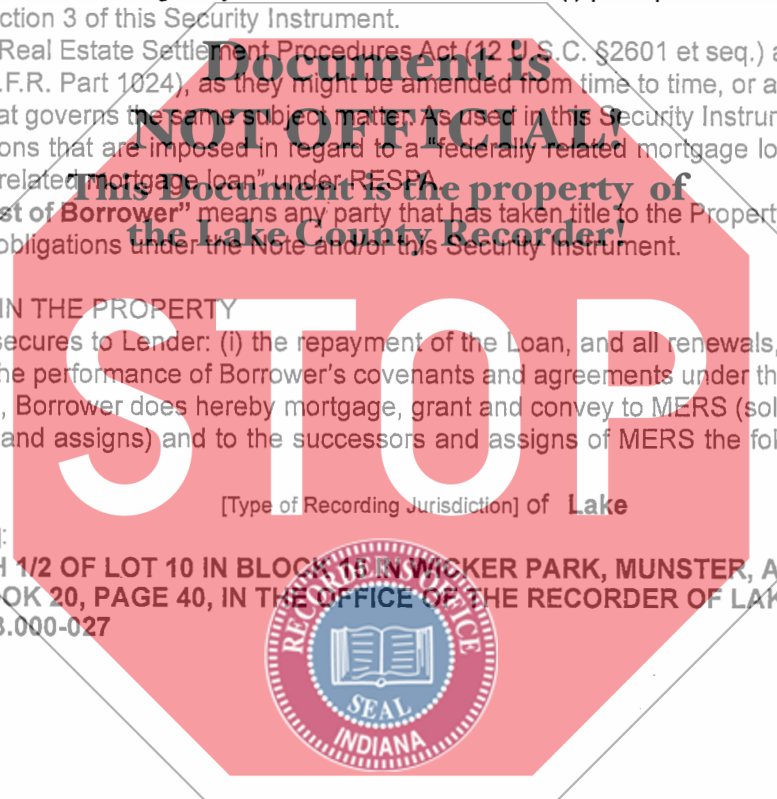 ction 3 of this Security Instrument.
Real Estate Settlement Procedures Act (12 U.S.C. §2601 et seq.) a
.F.R. Part 1024), as they might be amended from time to time, or a
at governs the same subject matter. As used in this Security Instrum
ons that are imposed in regard to a "federally related mortgage lo
related mortgage loan" under RESPA.
st of Borrower" means any party that has taken title to the Propert
obligations under the Note and/or this Security Instrument.
Document is
NOT OFFICIAL!
This Document is the property of
the Lake County Recorder!
IN THE PROPERTY
secures to Lender: (i) the repayment of the Loan, and all renewals,
he performance of Borrower's covenants and agreements under th
, Borrower does hereby mortgage, grant and convey to MERS (sol
and assigns) and to the successors and assigns of MERS the fol
STOP
[Type of Recording Jurisdiction] of Lake
]:
H 1/2 OF LOT 10 IN BLOCK IN WICKER PARK, MUNSTER, A
OK 20, PAGE 40, IN THE OFFICE OF THE RECORDER OF LAK
3.000-027
RECORDER'S OFFICE
SEAL
INDIANA